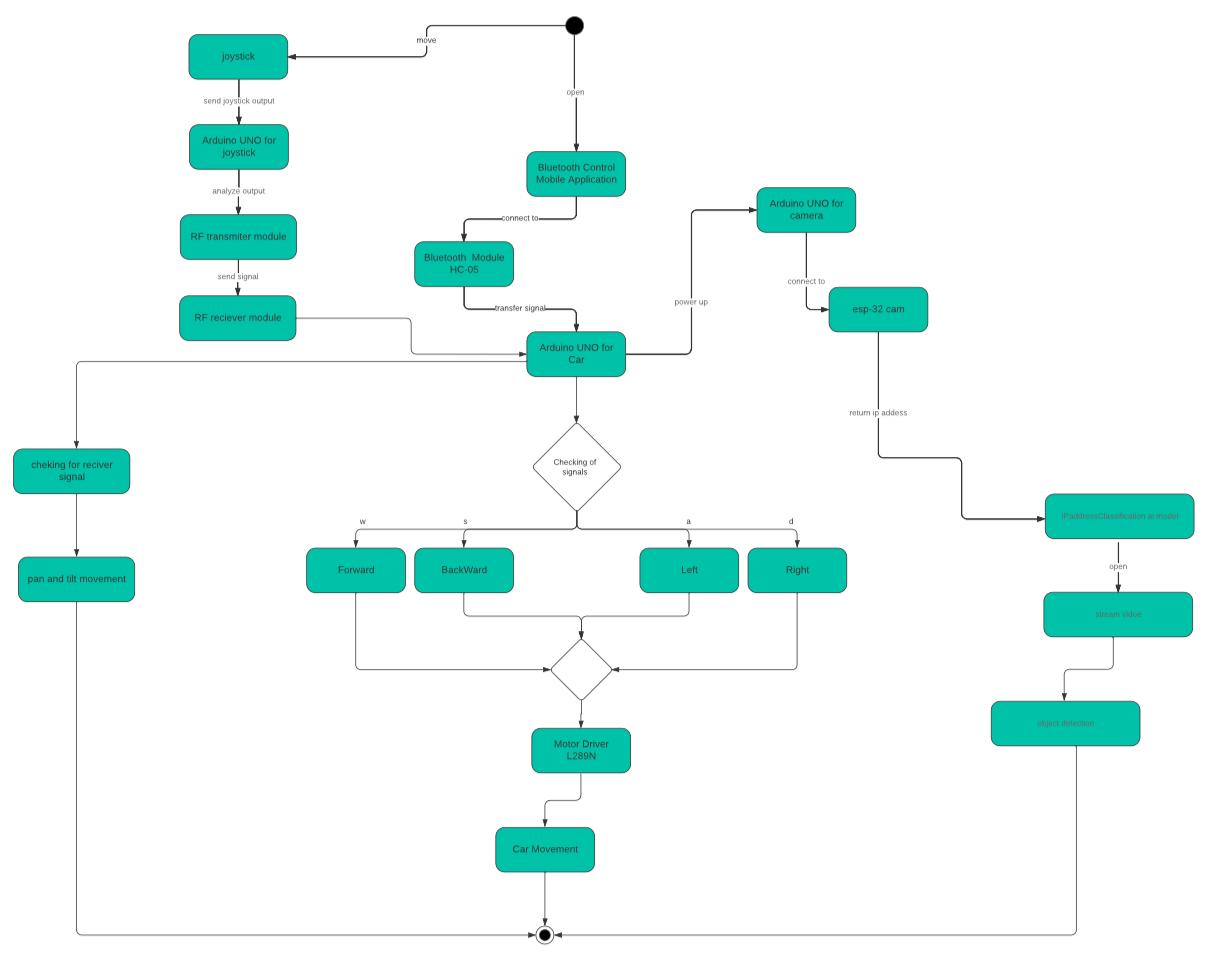 move
joystick
send joystick output
open
Arduino UNO for
joystick
Bluetooth Control
Mobile Application
analyze output
Arduino UNO for
camera
connect to
RF transmiter module
Bluetooth  Module
HC-05
send signal
connect to
power up
transfer signal
esp-32 cam
RF reciever module
Arduino UNO for
Car
return ip addess
Checking of
signals
cheking for reciver
signal
w
s
a
d
IPaddressClassification ai model
Forward
BackWard
Left
Right
open
pan and tilt movement
stream vidoe
object detection
Motor Driver
L289N
Car Movement